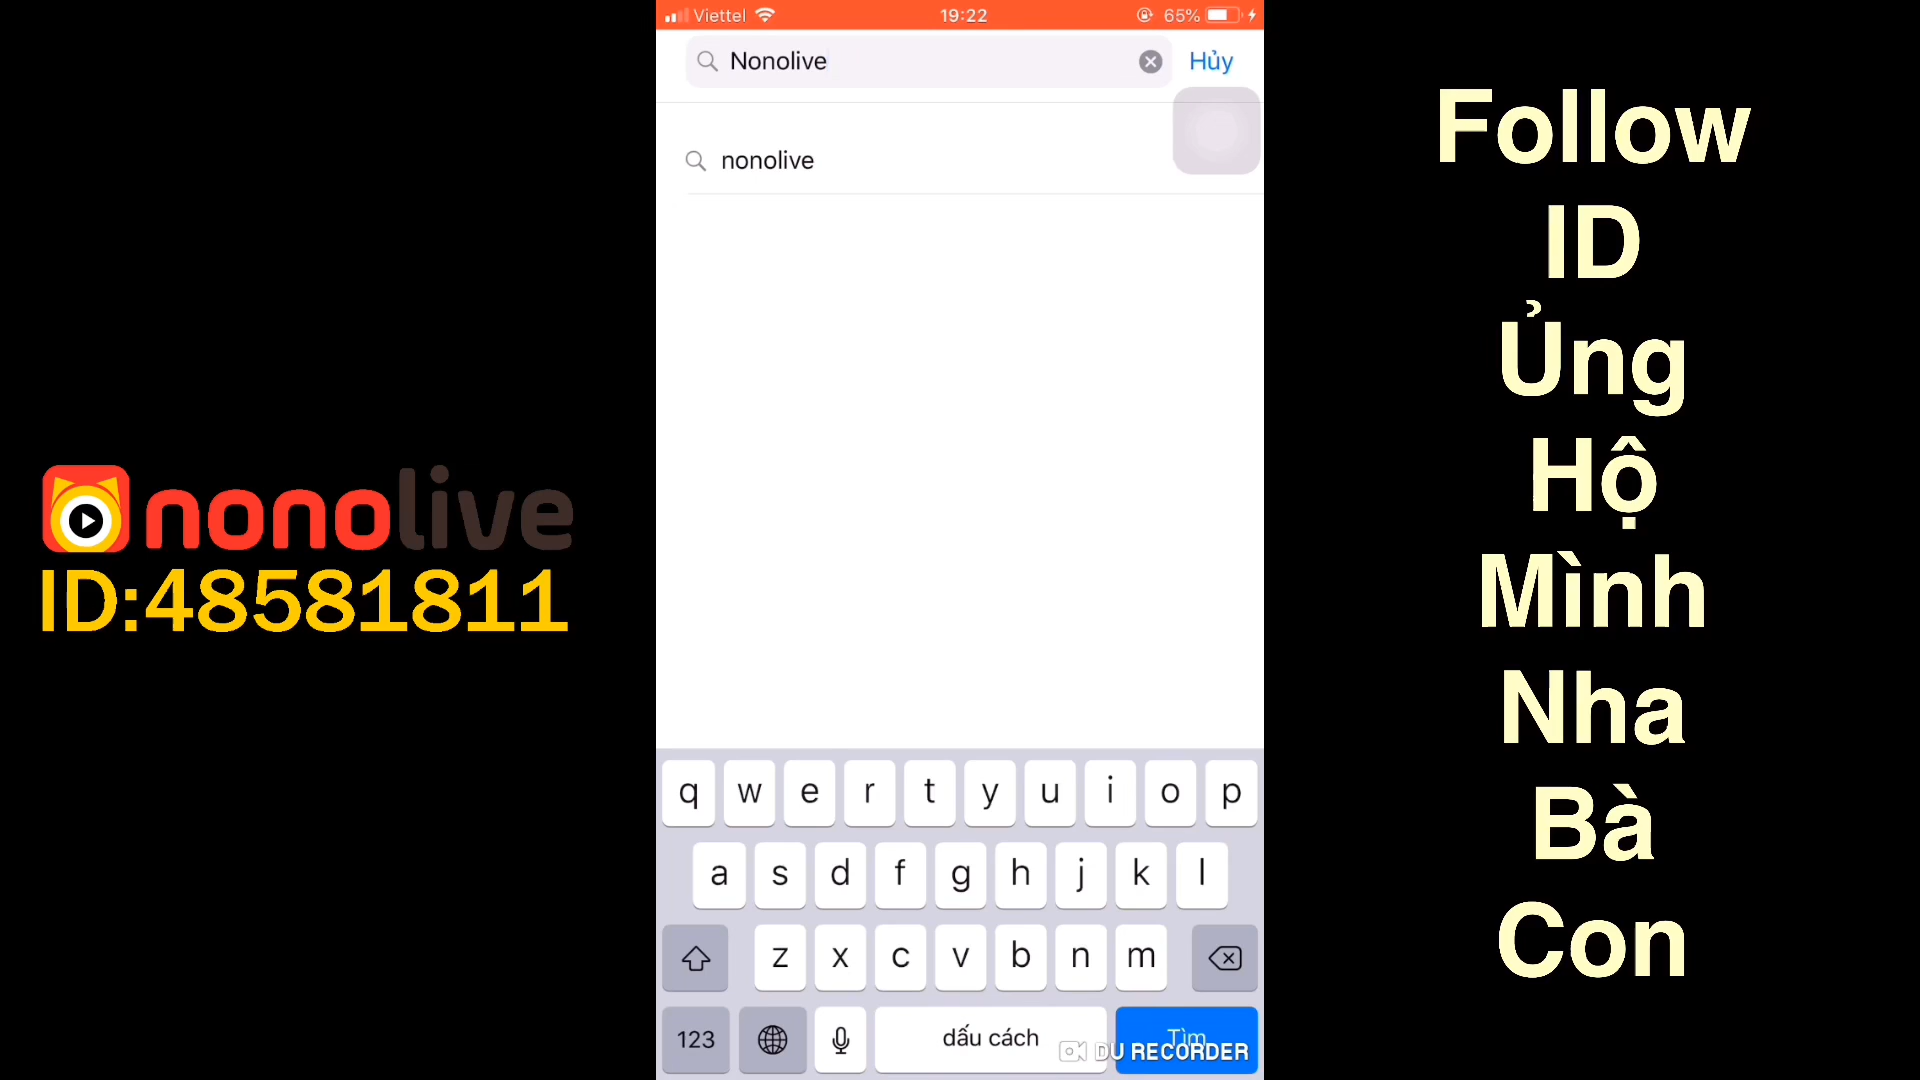 Viettel
19:22
65%
Nonolive
Hủy
nonolive
nonolive
ID:48581811
Follow
ID
Ủng
Hộ
Mình
Nha
Bà
Con
q w e r t y u i o p
a s d f g h j k l
z x c v b n m
123
dấu cách
Tìm
DU RECORDER